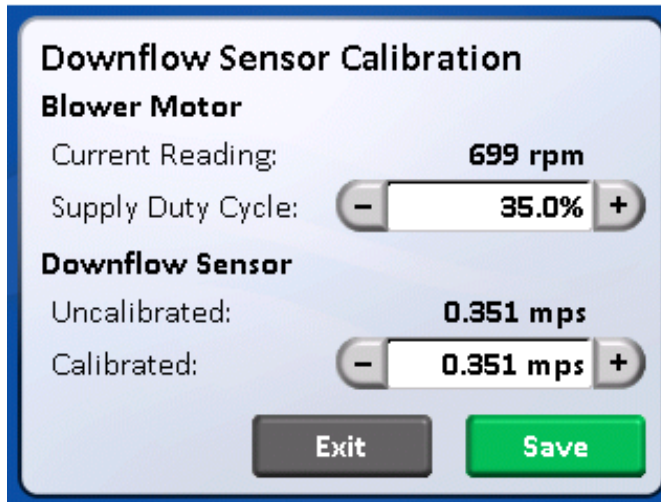 Downflow Sensor Calibration
Blower Motor
Current Reading: 699 rpm
Supply Duty Cycle: - 35.0% +
Downflow Sensor
Uncalibrated: 0.351 mps
Calibrated: - 0.351 mps +
Exit Save